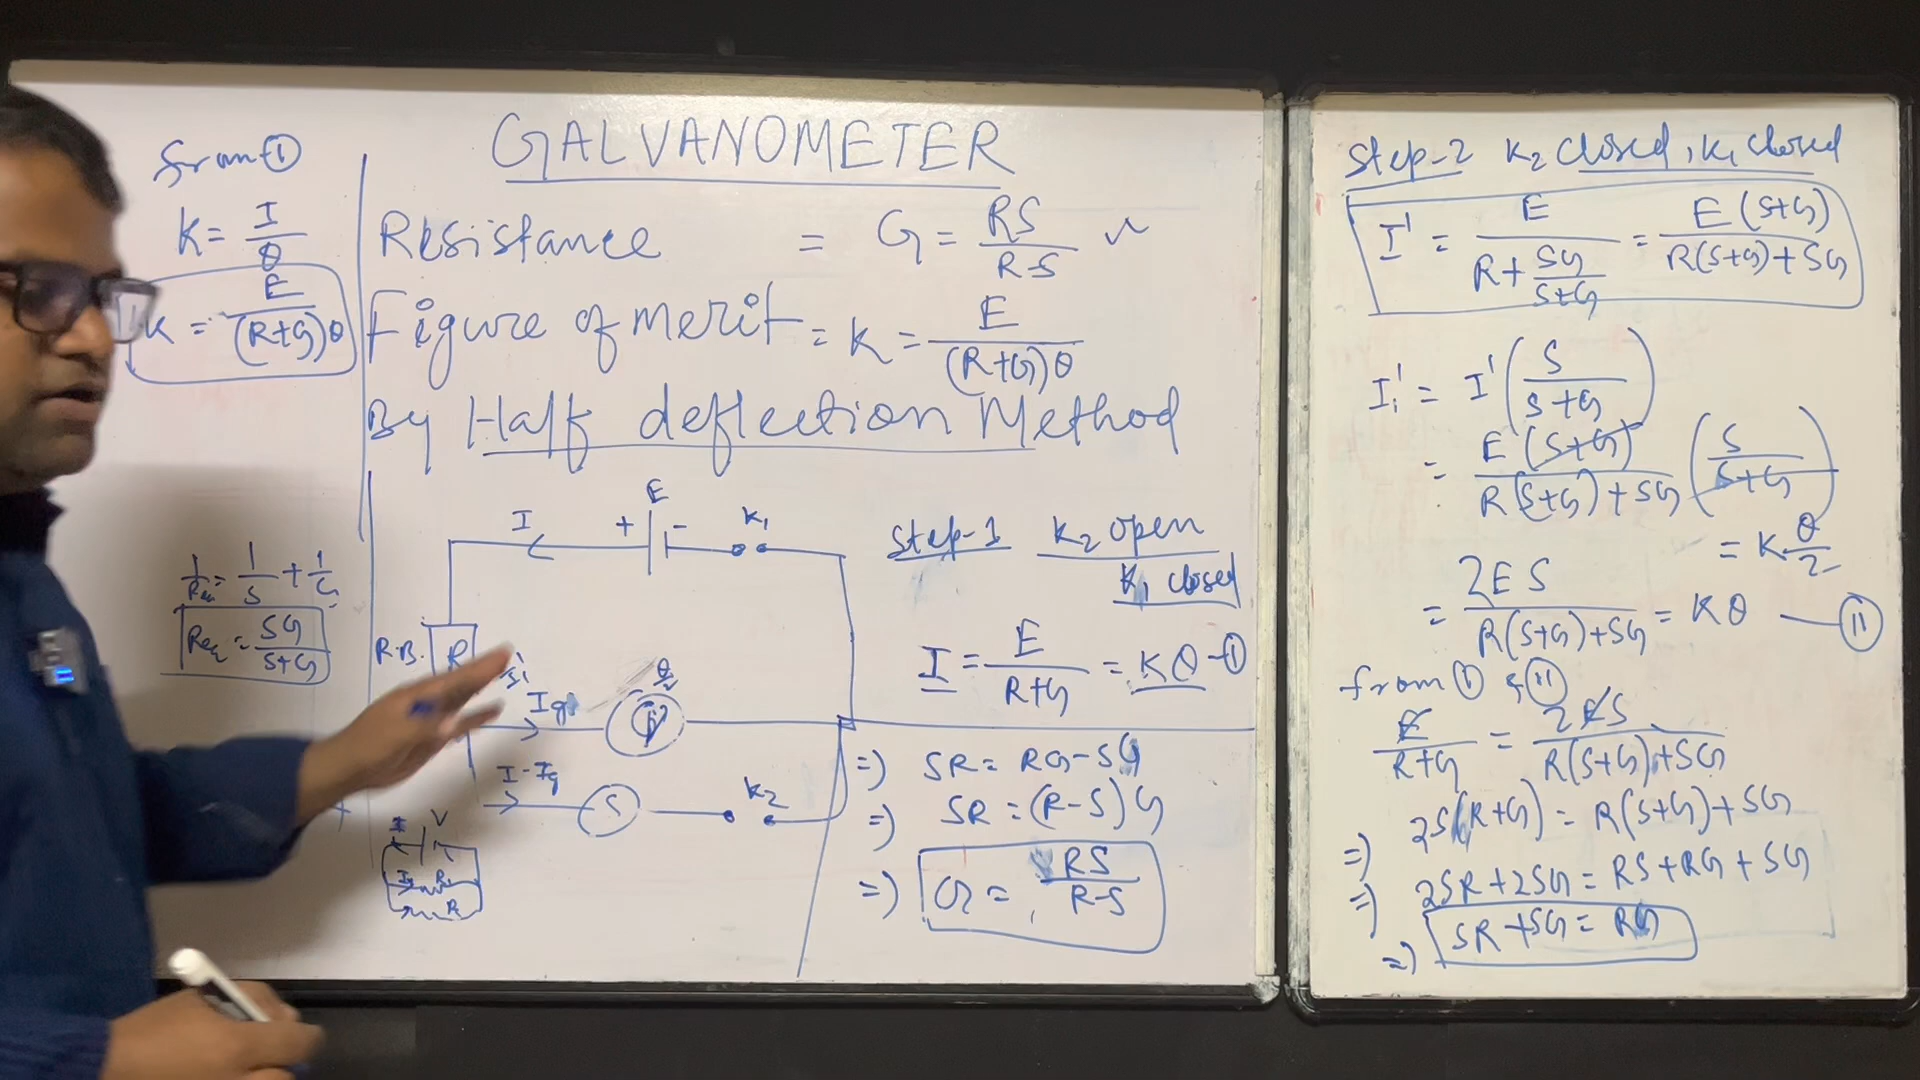 from ①
K = I/θ
K = E/(R+G)θ
1/Req = 1/S + 1/G
Req = SG/S+G
GALVANOMETER
Resistance = G = RS/R-S ✓
Figure of merit = K = E/(R+G)θ
By Half deflection Method
E
I + - K₁
R.B. R
Ig θ/2
G
I-Ig S K₂
I V
Step-1 K₂ open
K₁ closed
I = E/R+G = Kθ - ①
=) SR = RG-SG
=) SR = (R-S)G
=) G = RS/R-S
Step-2 K₂ closed, K₁ closed
I' = E/(R + SG/S+G) = E(S+G)/R(S+G)+SG
I₁' = I'(S/S+G)
= E(S+G)/R(S+G)+SG (S/S+G)
= K θ/2
= 2ES/R(S+G)+SG = Kθ — ⑪
from ① & ⑪
E/R+G = 2ES/R(S+G)+SG
2S(R+G) = R(S+G)+SG
=) 2SR+2SG = RS+RG+SG
=) SR+SG = RG
=)